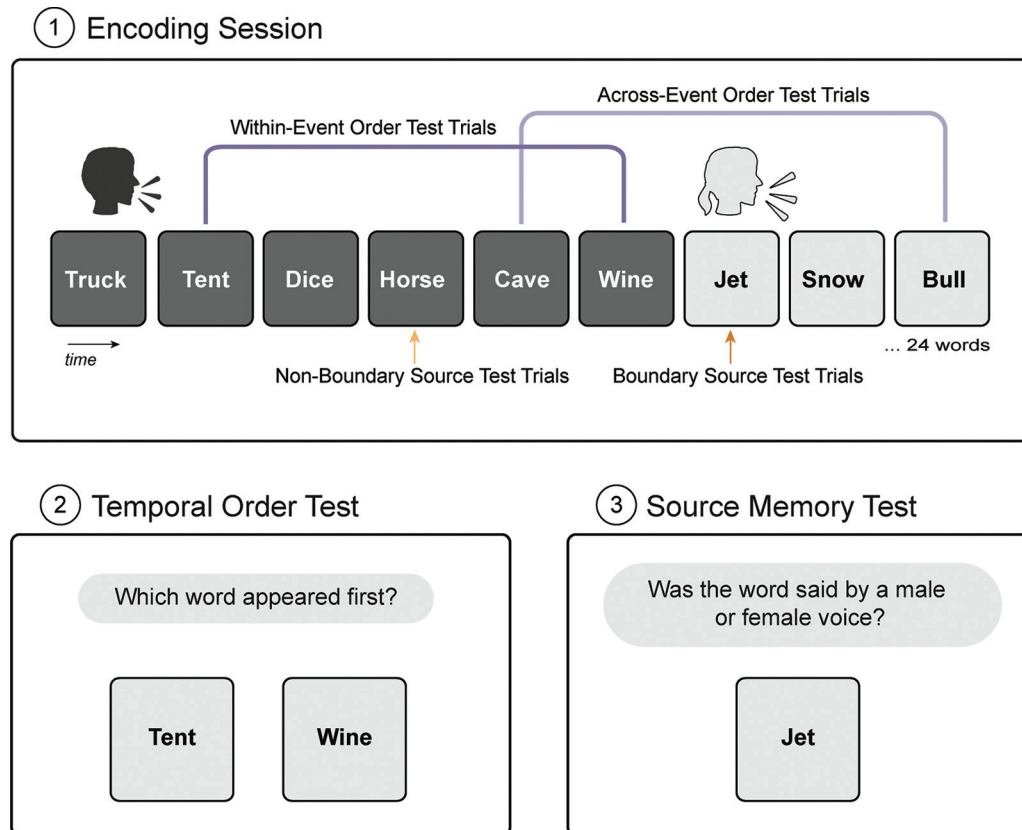 1 Encoding Session
Across-Event Order Test Trials
Within-Event Order Test Trials
Truck Tent Dice Horse Cave Wine Jet Snow Bull
time
... 24 words
Non-Boundary Source Test Trials Boundary Source Test Trials
2 Temporal Order Test
Which word appeared first?
Tent Wine
3 Source Memory Test
Was the word said by a male
or female voice?
Jet